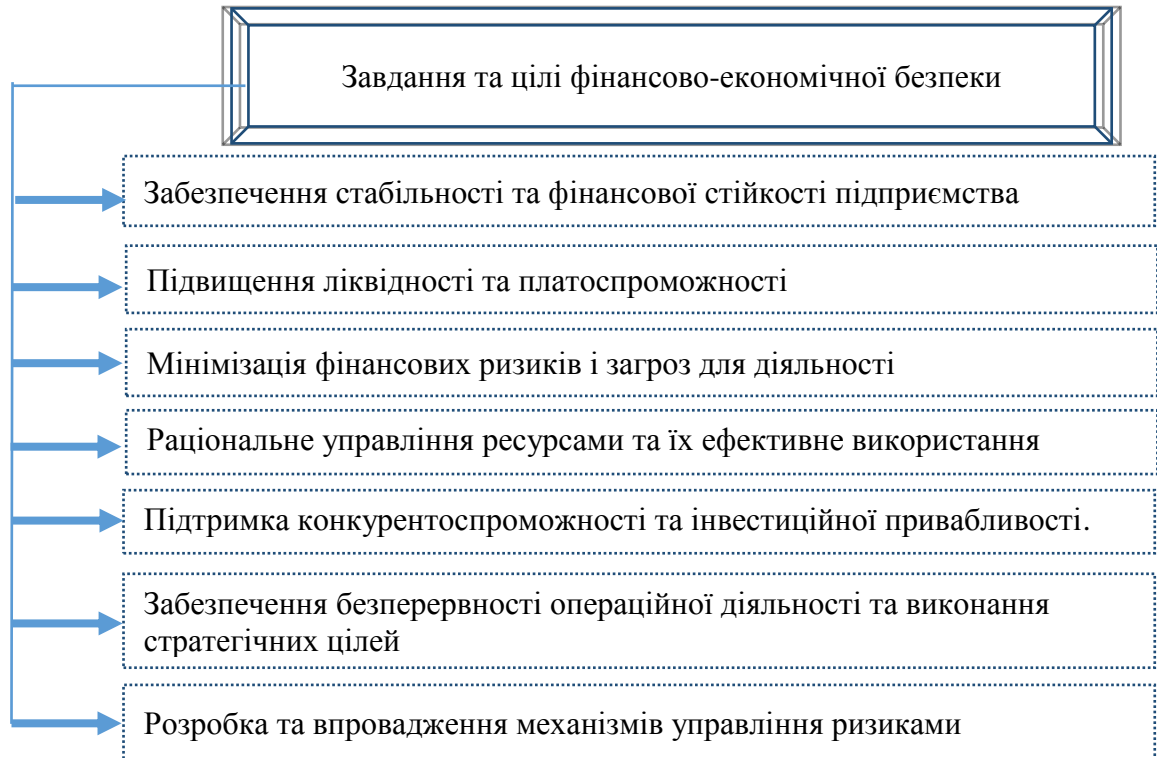 Завдання та цілі фінансово-економічної безпеки
Забезпечення стабільності та фінансової стійкості підприємства
Підвищення ліквідності та платоспроможності
Мінімізація фінансових ризиків і загроз для діяльності
Раціональне управління ресурсами та їх ефективне використання
Підтримка конкурентоспроможності та інвестиційної привабливості.
Забезпечення безперервності операційної діяльності та виконання
стратегічних цілей
Розробка та впровадження механізмів управління ризиками